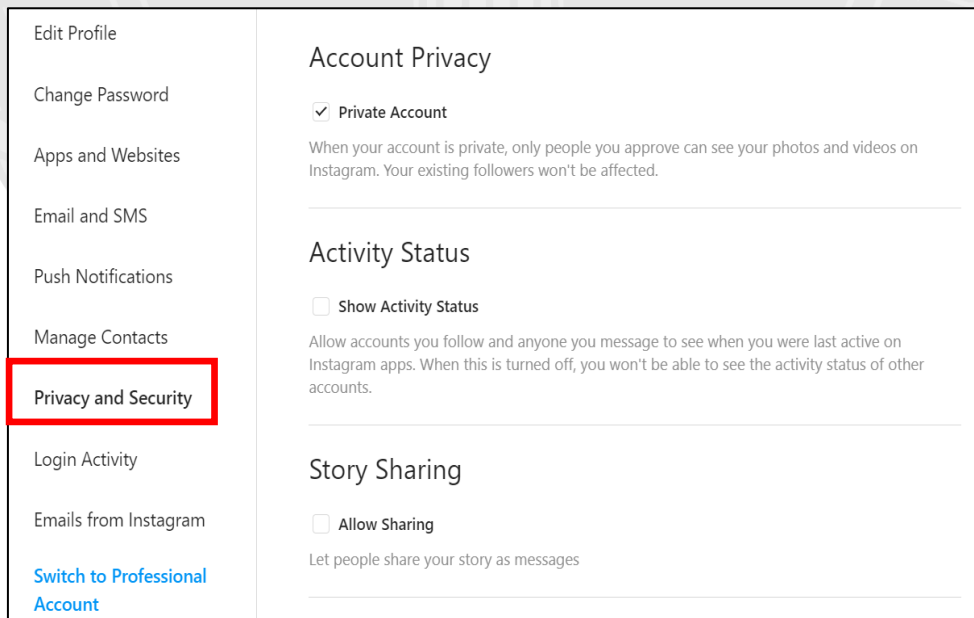 Edit Profile
Change Password
Apps and Websites
Email and SMS
Push Notifications
Manage Contacts
Privacy and Security
Login Activity
Emails from Instagram
Switch to Professional
Account
Account Privacy
Private Account
When your account is private, only people you approve can see your photos and videos on
Instagram. Your existing followers won't be affected.
Activity Status
Show Activity Status
Allow accounts you follow and anyone you message to see when you were last active on
Instagram apps. When this is turned off, you won't be able to see the activity status of other
accounts.
Story Sharing
Allow Sharing
Let people share your story as messages